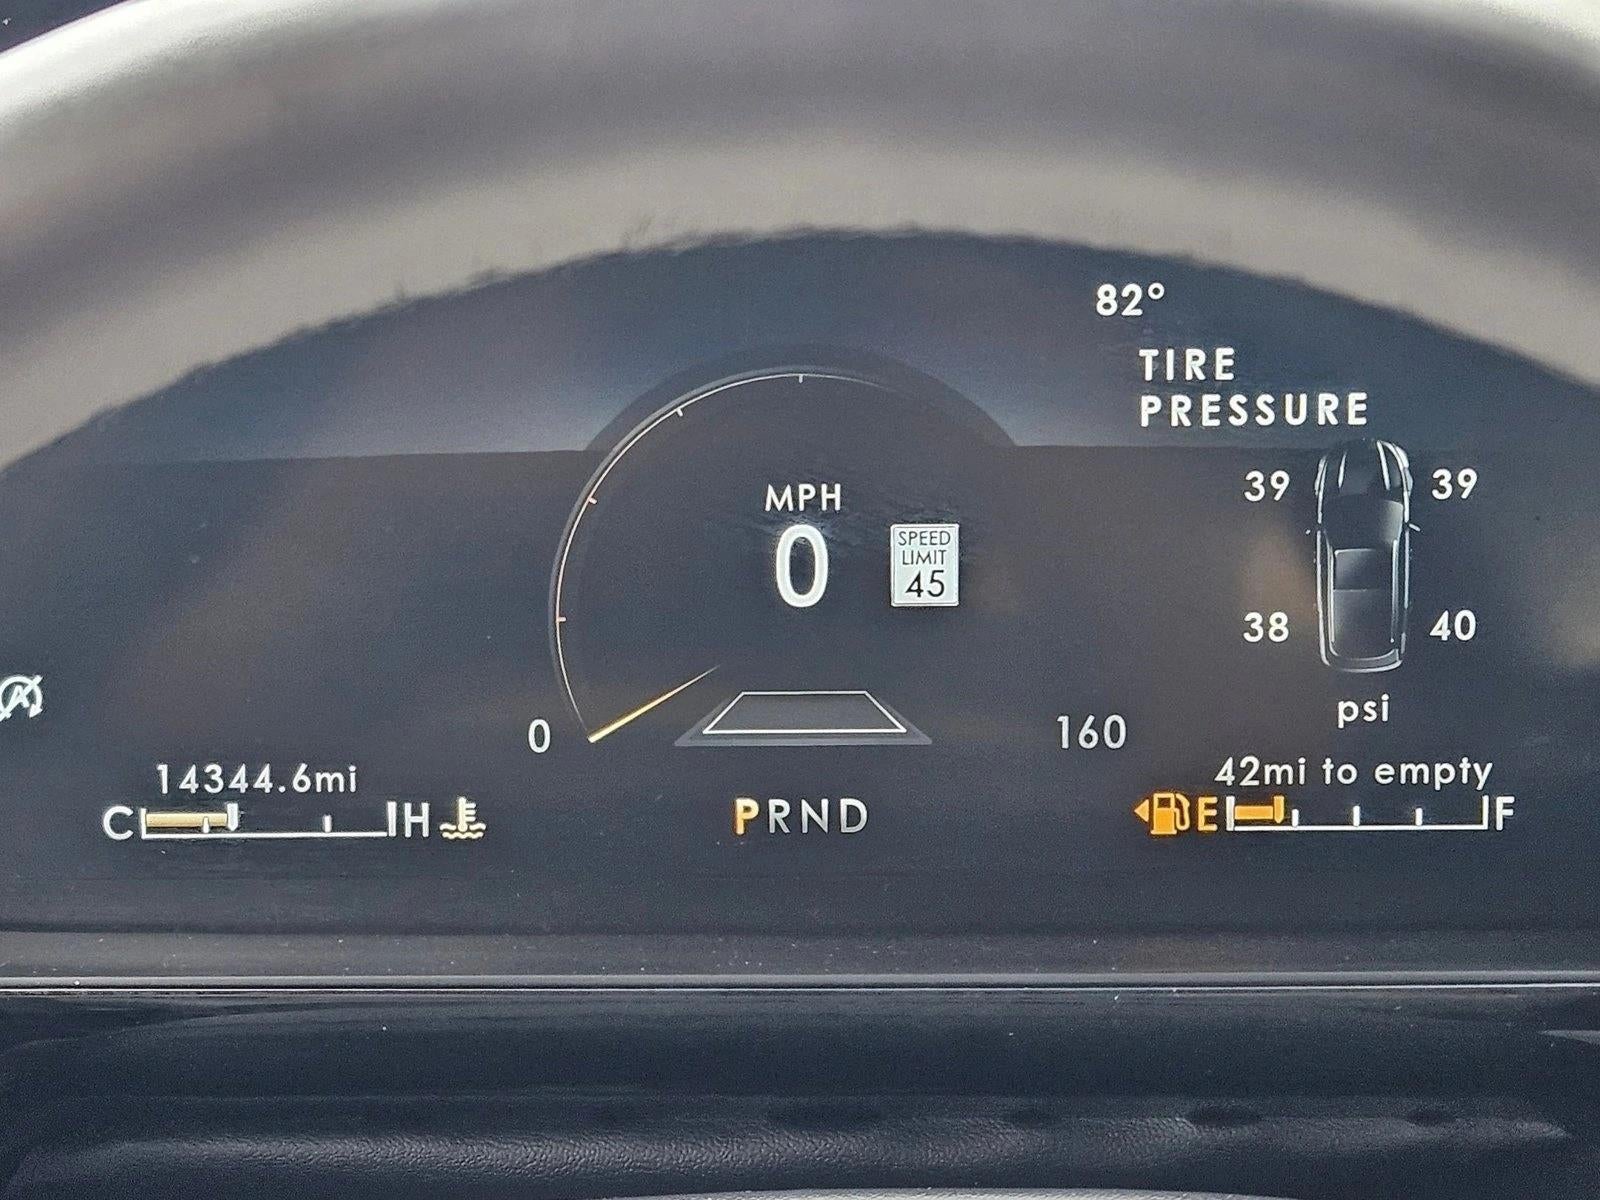 82°
TIRE
PRESSURE
39 39
MPH
0
SPEED
LIMIT
45
38 40
psi
0 160
14344.6mi
42mi to empty
C H
PRND
E F